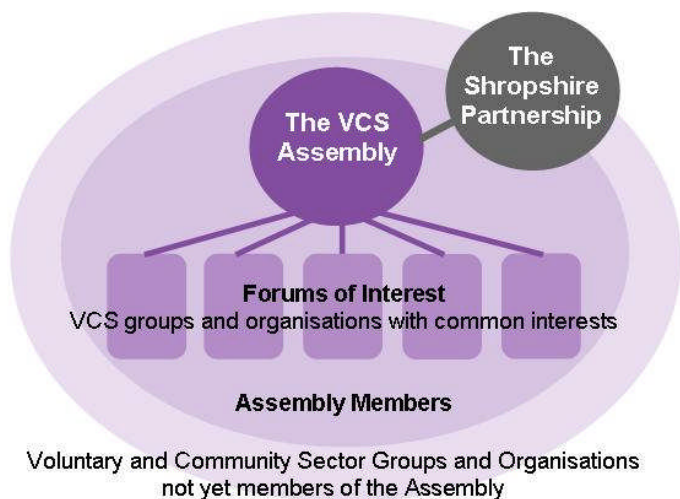 The
Shropshire
Partnership
The VCS
Assembly
Forums of Interest
VCS groups and organisations with common interests
Assembly Members
Voluntary and Community Sector Groups and Organisations
not yet members of the Assembly